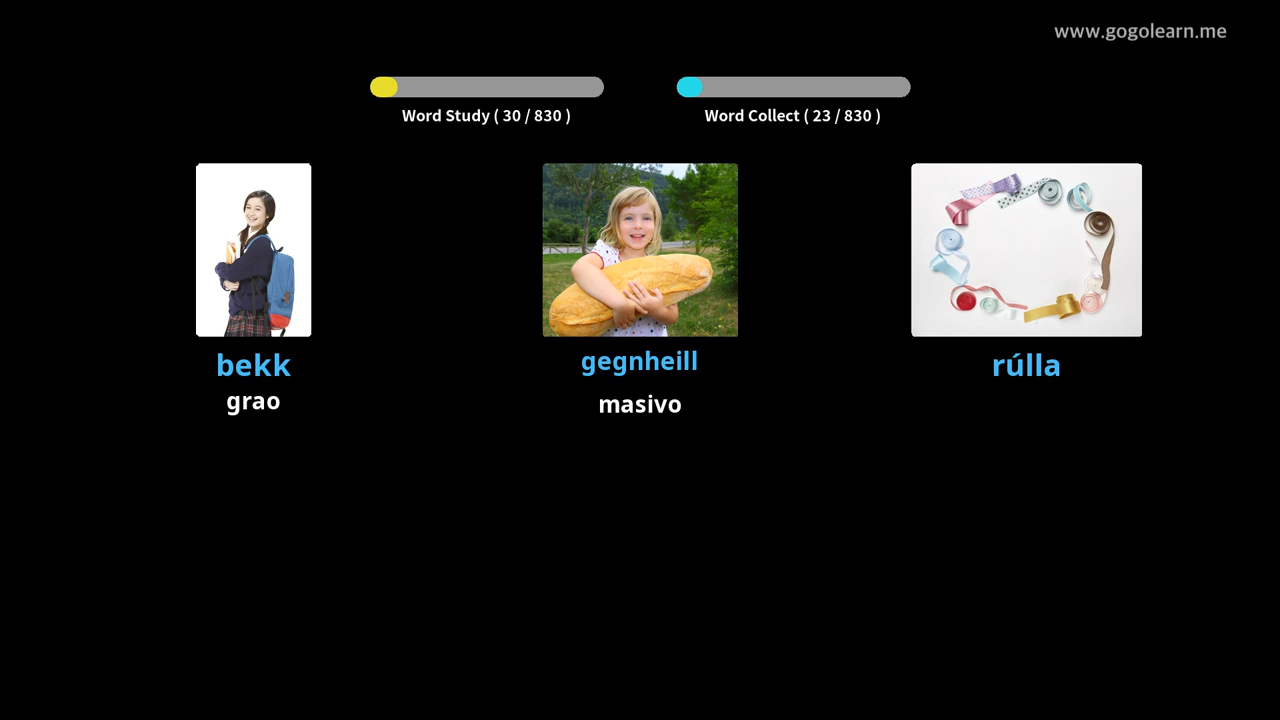 www.gogolearn.me
Word Study ( 30 / 830 )
Word Collect ( 23 / 830 )
bekk
grao
gegnheill
masivo
rúlla